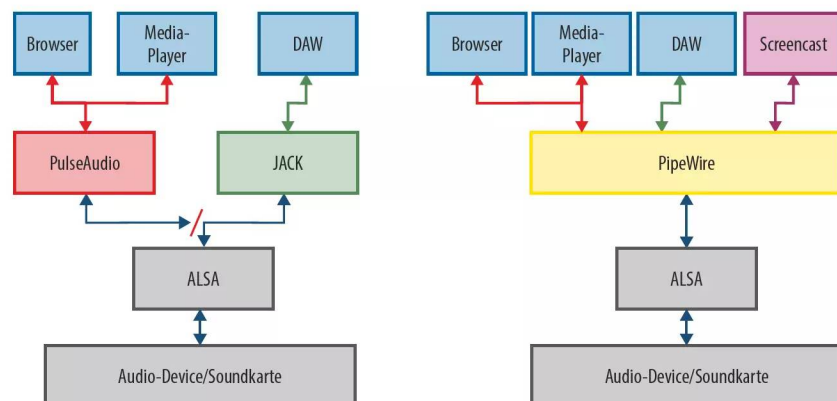 Browser
Media-
Player
DAW
Browser
Media-
Player
DAW
Screencast
PulseAudio
JACK
PipeWire
ALSA
ALSA
Audio-Device/Soundkarte
Audio-Device/Soundkarte